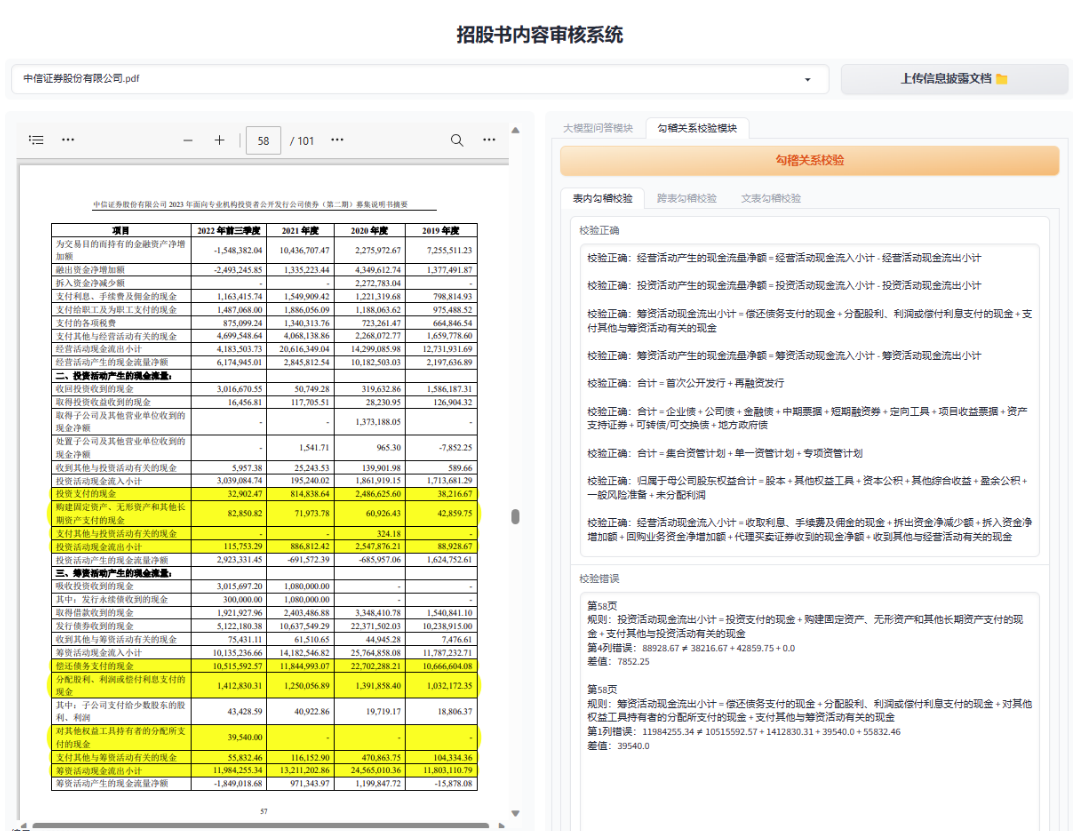 招股书内容审核系统
中信证券股份有限公司.pdf
上传信息披露文档
58 / 101
中信证券股份有限公司 2023 年面向专业机构投资者公开发行公司债券（第二期）募集说明书摘要
项目 2022 年前三季度 2021 年度 2020 年度 2019 年度
为交易目的而持有的金融资产净增加额 -1,548,382.04 10,436,707.47 2,275,972.67 7,255,511.23
融出资金净增加额 -2,493,245.85 1,335,223.44 4,349,612.74 1,377,491.87
拆入资金净减少额 - - 2,272,783.04 -
支付利息、手续费及佣金的现金 1,163,415.74 1,549,909.42 1,221,319.68 798,814.93
支付给职工及为职工支付的现金 1,487,068.00 1,886,056.09 1,188,063.62 975,488.52
支付的各项税费 875,099.24 1,340,313.76 723,261.47 664,846.54
支付其他与经营活动有关的现金 4,699,548.64 4,068,138.86 2,268,072.77 1,659,778.60
经营活动现金流出小计 4,183,503.73 20,616,349.04 14,299,085.98 12,731,931.69
经营活动产生的现金流量净额 6,174,945.01 2,845,812.54 10,182,503.03 2,197,636.89
二、投资活动产生的现金流量：
收回投资收到的现金 3,016,670.55 50,749.28 319,632.86 1,586,187.31
取得投资收益收到的现金 16,456.81 117,705.51 28,230.95 126,904.32
取得子公司及其他营业单位收到的现金净额 - - 1,373,188.05 -
处置子公司及其他营业单位收到的现金净额 - 1,541.71 965.30 -7,852.25
收到其他与投资活动有关的现金 5,957.38 25,243.53 139,901.98 589.66
投资活动现金流入小计 3,039,084.74 195,240.02 1,861,919.15 1,713,681.29
投资支付的现金 32,902.47 814,838.64 2,486,625.60 38,216.67
购建固定资产、无形资产和其他长期资产支付的现金 82,850.82 71,973.78 60,926.43 42,859.75
支付其他与投资活动有关的现金 - - 324.18 -
投资活动现金流出小计 115,753.29 886,812.42 2,547,876.21 88,928.67
投资活动产生的现金流量净额 2,923,331.45 -691,572.39 -685,957.06 1,624,752.61
三、筹资活动产生的现金流量：
吸收投资收到的现金 3,015,697.20 1,080,000.00 - -
其中：发行永续债收到的现金 300,000.00 1,080,000.00 - -
取得借款收到的现金 1,921,927.96 2,403,486.88 3,348,410.78 1,540,841.10
发行债券收到的现金 5,122,180.38 10,637,549.29 22,371,502.03 10,238,915.00
收到其他与筹资活动有关的现金 75,431.11 61,510.65 44,945.28 7,476.61
筹资活动现金流入小计 10,135,236.66 14,182,546.82 25,764,858.08 11,787,232.71
偿还债务支付的现金 10,515,592.57 11,844,993.07 22,702,288.21 10,666,604.08
分配股利、利润或偿付利息支付的现金 1,412,830.31 1,250,056.89 1,391,858.40 1,032,172.35
其中：子公司支付给少数股东的股利、利润 43,428.59 40,922.86 19,719.17 18,806.37
对其他权益工具持有者的分配所支付的现金 39,540.00 - - -
支付其他与筹资活动有关的现金 55,832.46 116,152.90 470,863.75 104,334.36
筹资活动现金流出小计 11,984,255.34 13,211,202.86 24,565,010.36 11,803,110.79
筹资活动产生的现金流量净额 -1,849,018.68 971,343.97 1,199,847.72 -15,878.08
57
大模型问答模块 勾稽关系校验模块
勾稽关系校验
表内勾稽校验 跨表勾稽校验 文表勾稽校验
校验正确
校验正确：经营活动产生的现金流量净额 = 经营活动现金流入小计 - 经营活动现金流出小计
校验正确：投资活动产生的现金流量净额 = 投资活动现金流入小计 - 投资活动现金流出小计
校验正确：筹资活动现金流出小计 = 偿还债务支付的现金 + 分配股利、利润或偿付利息支付的现金 + 支
付其他与筹资活动有关的现金
校验正确：筹资活动产生的现金流量净额 = 筹资活动现金流入小计 - 筹资活动现金流出小计
校验正确：合计 = 首次公开发行 + 再融资发行
校验正确：合计 = 企业债 + 公司债 + 金融债 + 中期票据 + 短期融资券 + 定向工具 + 项目收益票据 + 资产
支持证券 + 可转债/可交换债 + 地方政府债
校验正确：合计 = 集合资管计划 + 单一资管计划 + 专项资管计划
校验正确：归属于母公司股东权益合计 = 股本 + 其他权益工具 + 资本公积 + 其他综合收益 + 盈余公积 +
一般风险准备 + 未分配利润
校验正确：经营活动现金流入小计 = 收取利息、手续费及佣金的现金 + 拆出资金净减少额 + 拆入资金净
增加额 + 回购业务资金净增加额 + 代理买卖证券收到的现金净额 + 收到其他与经营活动有关的现金
校验错误
第58页
规则：投资活动现金流出小计 = 投资支付的现金 + 购建固定资产、无形资产和其他长期资产支付的现
金 + 支付其他与投资活动有关的现金
第4列错误：88928.67 ≠ 38216.67 + 42859.75 + 0.0
差值：7852.25
第58页
规则：筹资活动现金流出小计 = 偿还债务支付的现金 + 分配股利、利润或偿付利息支付的现金 + 对其他
权益工具持有者的分配所支付的现金 + 支付其他与筹资活动有关的现金
第1列错误：11984255.34 ≠ 10515592.57 + 1412830.31 + 39540.0 + 55832.46
差值：39540.0